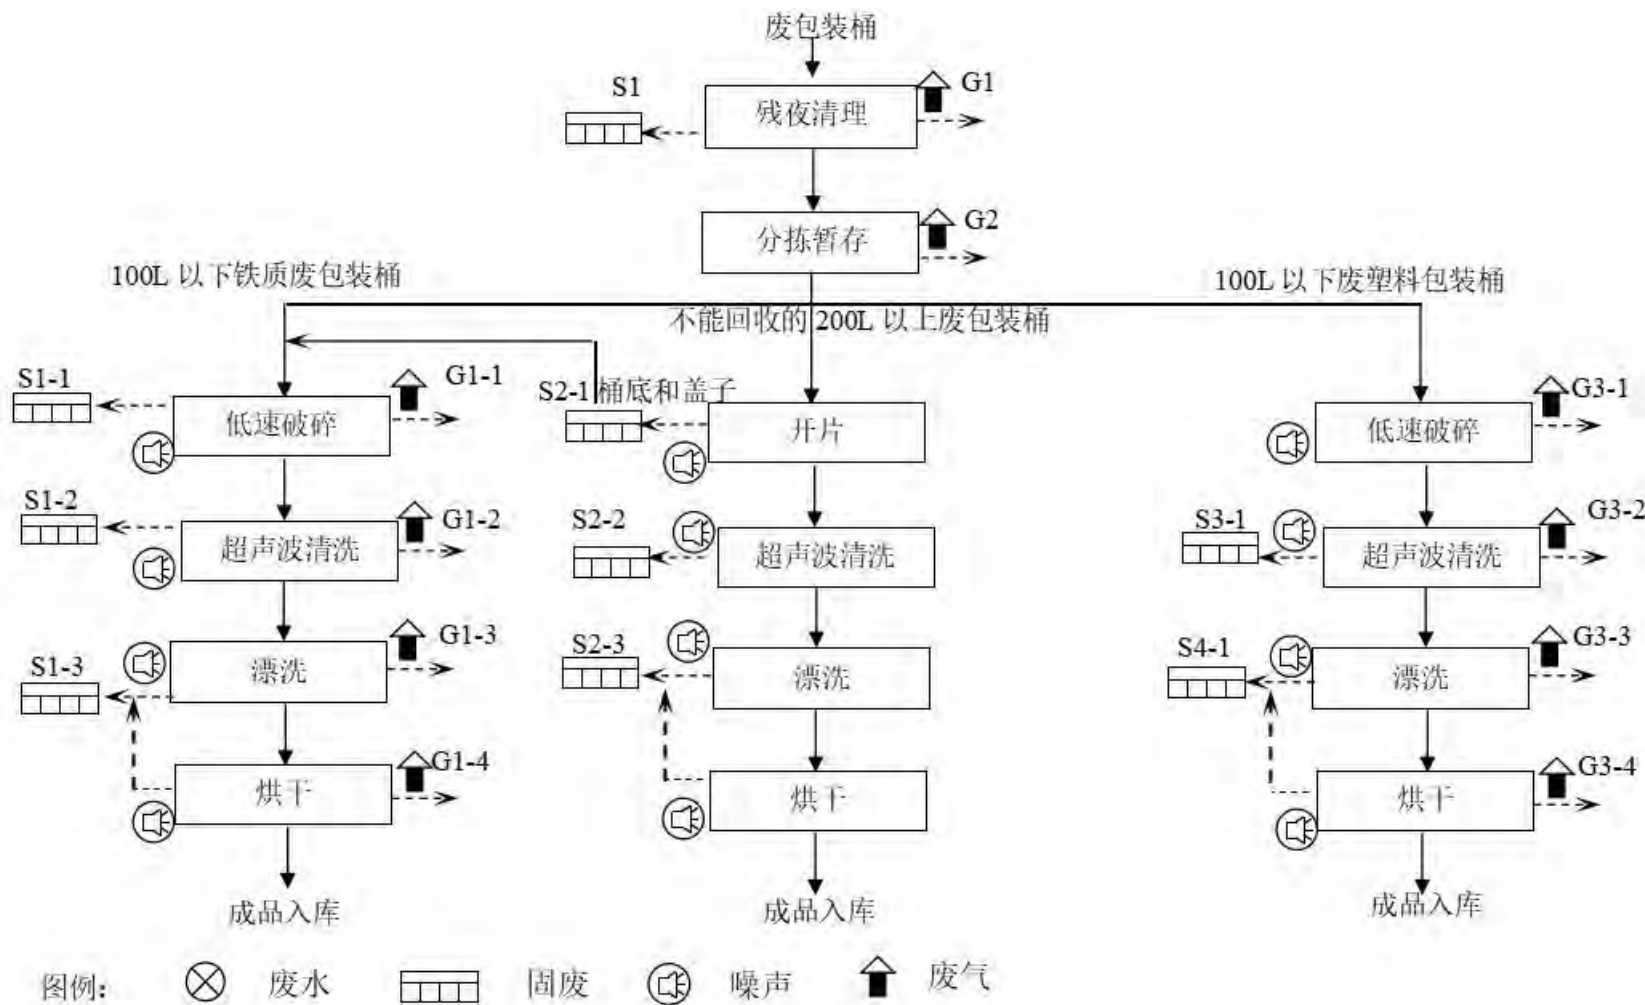 废包装桶
S1
G1
残夜清理
G2
分拣暂存
100L 以下铁质废包装桶
100L 以下废塑料包装桶
不能回收的 200L 以上废包装桶
S1-1
G1-1
低速破碎
S2-1 桶底和盖子
开片
G3-1
低速破碎
S1-2
G1-2
超声波清洗
S2-2
超声波清洗
S3-1
G3-2
超声波清洗
S1-3
G1-3
漂洗
S2-3
漂洗
S4-1
G3-3
漂洗
G1-4
烘干
烘干
G3-4
烘干
成品入库
成品入库
成品入库
图例: 废水 固废 噪声 废气